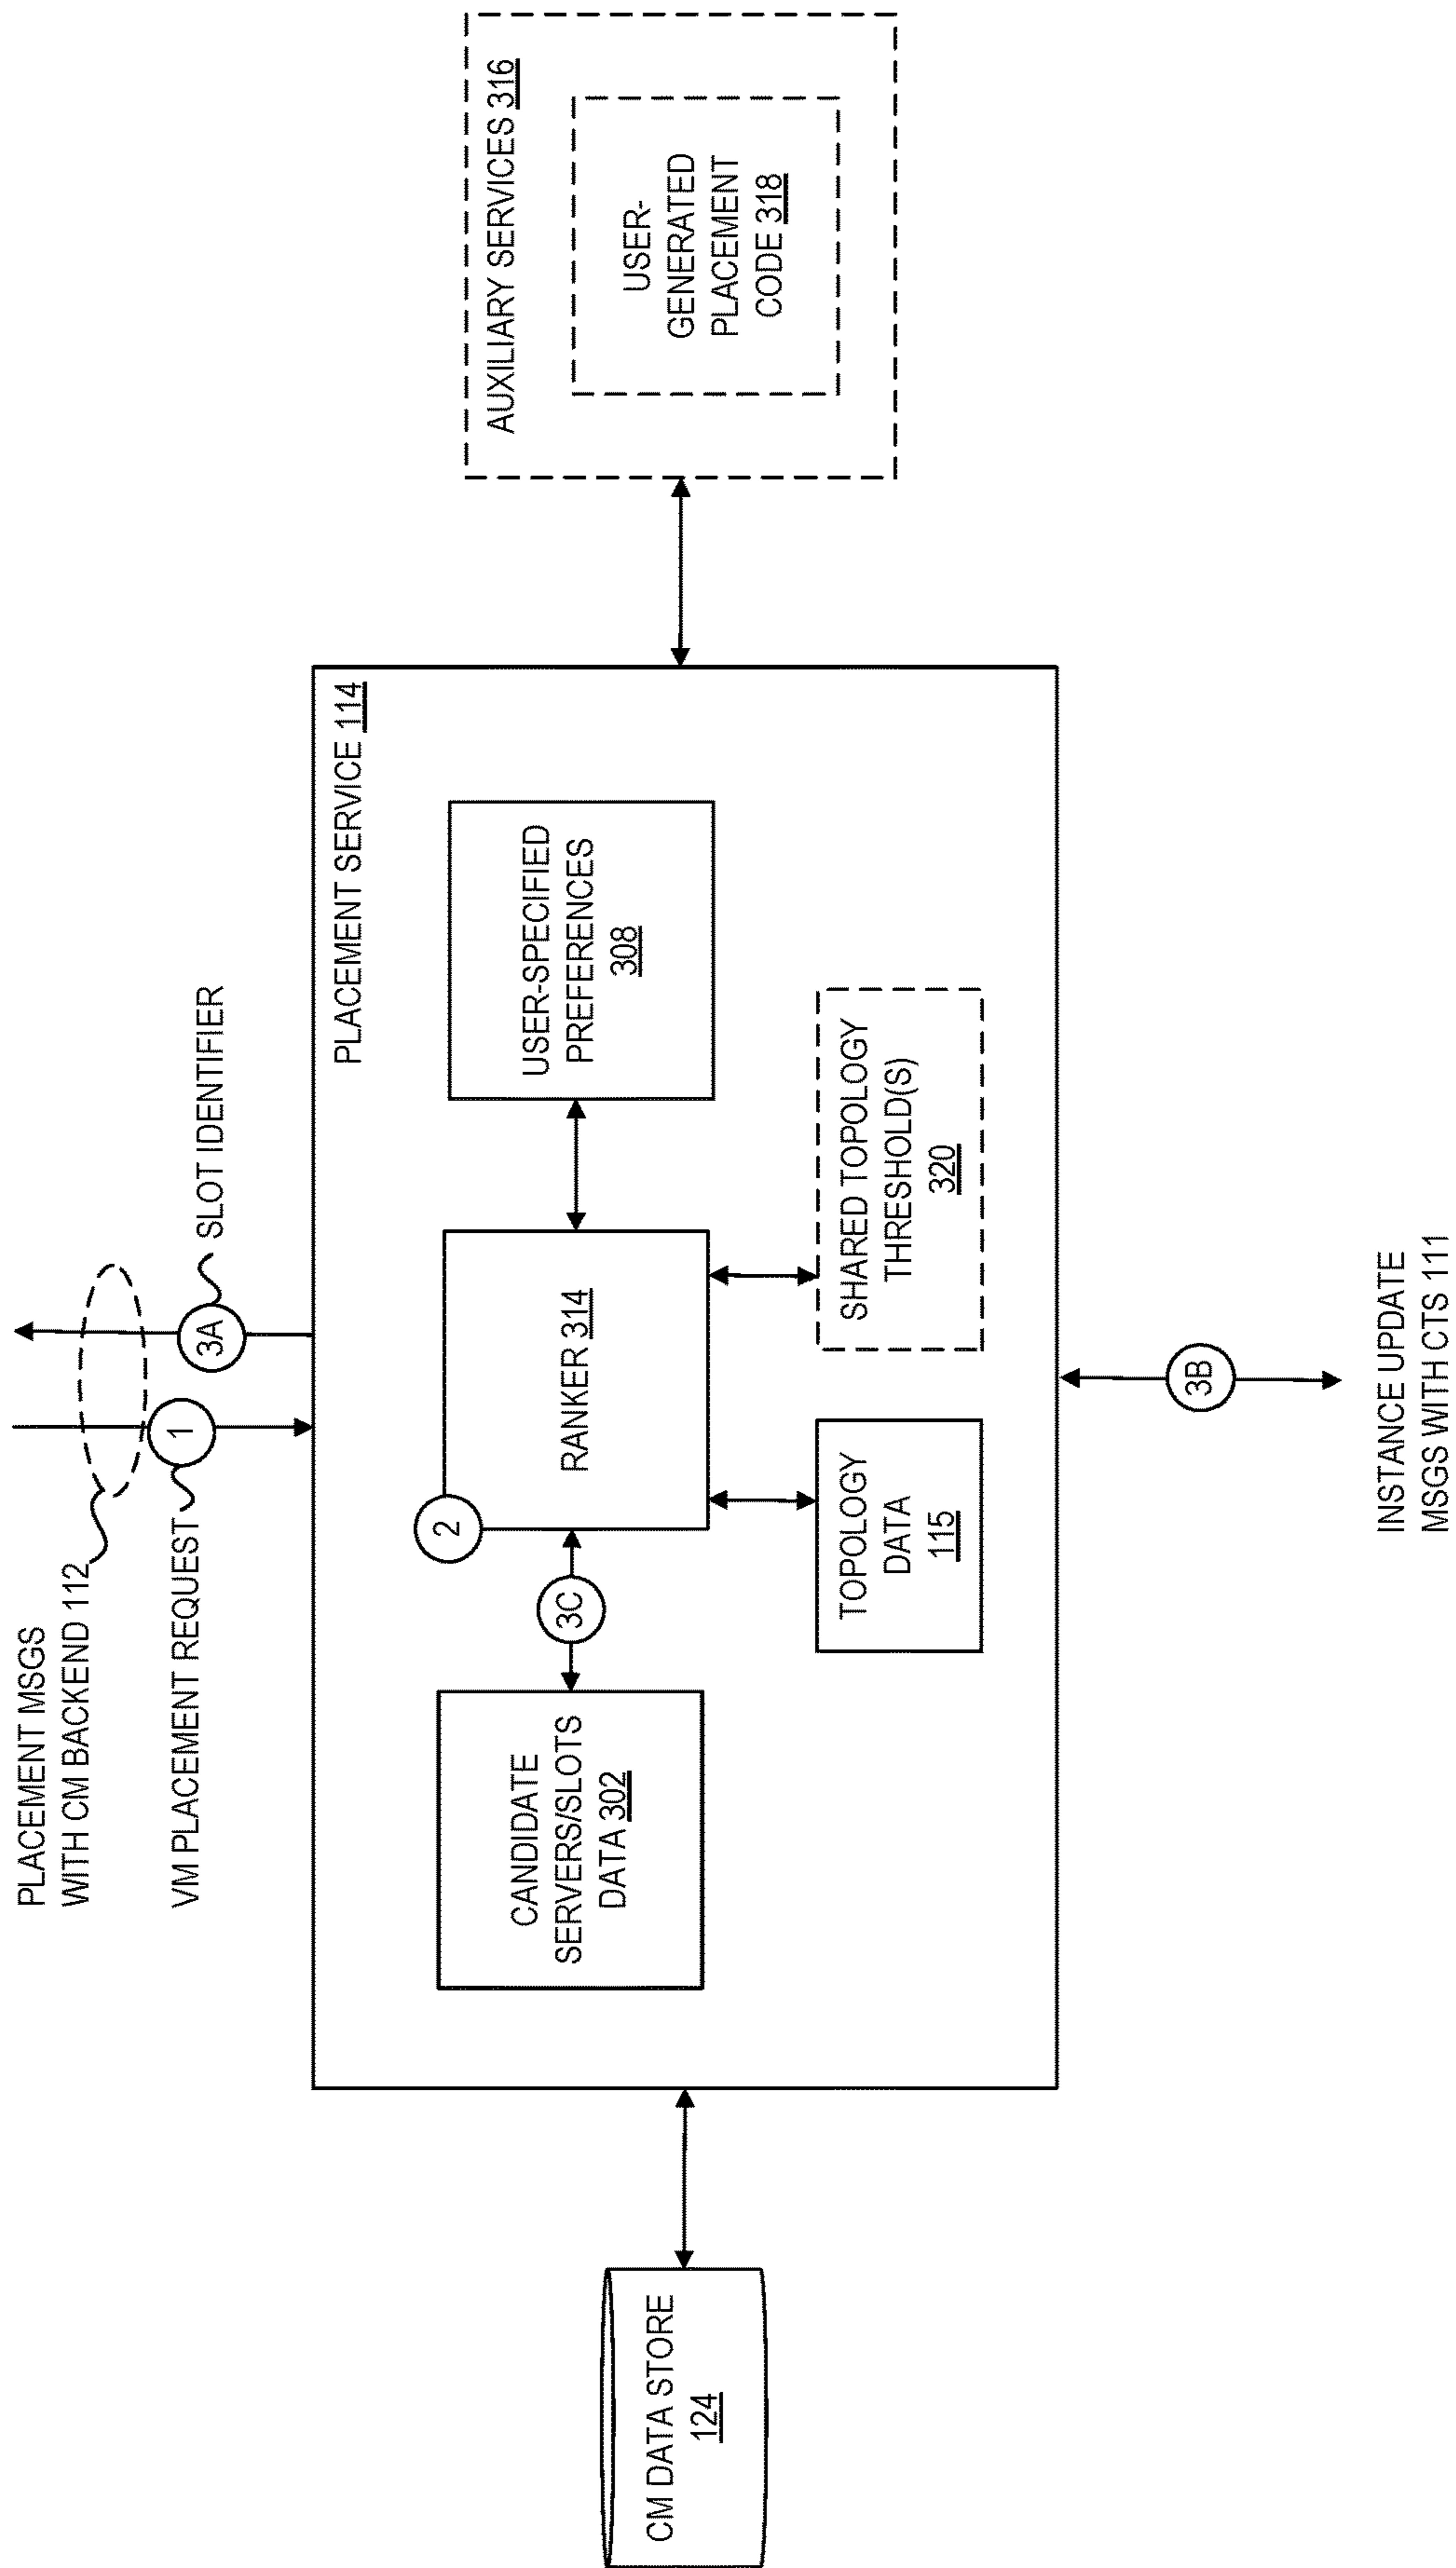 PLACEMENT MSGS
WITH CM BACKEND 112
VM PLACEMENT REQUEST
1
3A
SLOT IDENTIFIER
PLACEMENT SERVICE 114
CM DATA STORE
124
CANDIDATE
SERVERS/SLOTS
DATA 302
3C
2
RANKER 314
USER-SPECIFIED
PREFERENCES
308
TOPOLOGY
DATA
115
SHARED TOPOLOGY
THRESHOLD(S)
320
AUXILIARY SERVICES 316
USER-
GENERATED
PLACEMENT
CODE 318
3B
INSTANCE UPDATE
MSGS WITH CTS 111